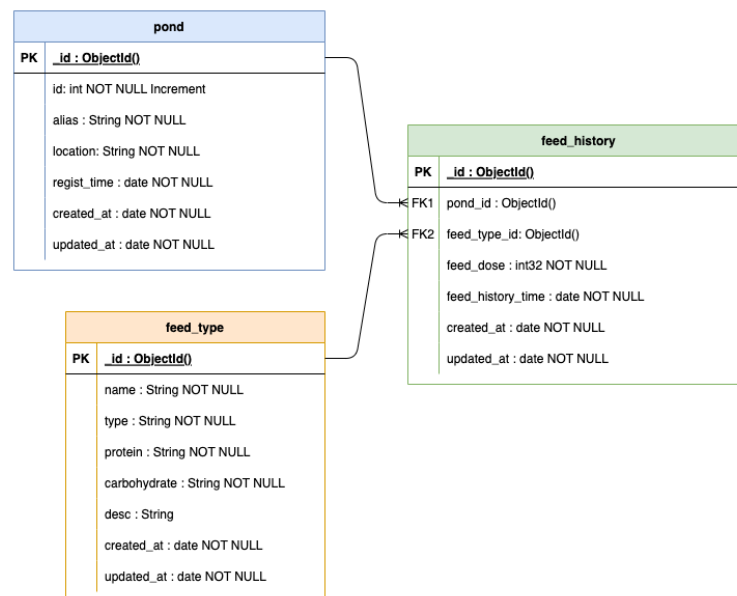 pond
PK _id : ObjectId()
id: int NOT NULL Increment
alias : String NOT NULL
location: String NOT NULL
regist_time : date NOT NULL
created_at : date NOT NULL
updated_at : date NOT NULL
feed_history
PK _id : ObjectId()
FK1 pond_id : ObjectId()
FK2 feed_type_id: ObjectId()
feed_dose : int32 NOT NULL
feed_history_time : date NOT NULL
created_at : date NOT NULL
updated_at : date NOT NULL
feed_type
PK _id : ObjectId()
name : String NOT NULL
type : String NOT NULL
protein : String NOT NULL
carbohydrate : String NOT NULL
desc : String
created_at : date NOT NULL
updated_at : date NOT NULL